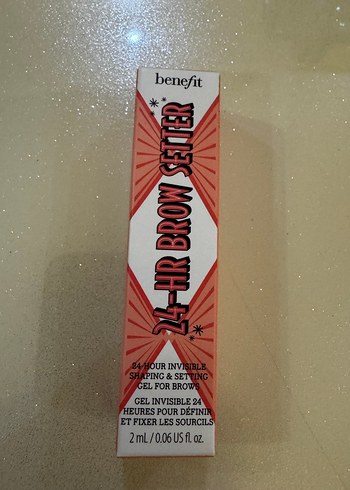 benefit
24-HR BROW SETTER
24-HOUR INVISIBLE
SHAPING & SETTING
GEL FOR BROWS
GEL INVISIBLE 24
HEURES POUR DÉFINIR
ET FIXER LES SOURCILS
2 mL / 0.06 US fl. oz.